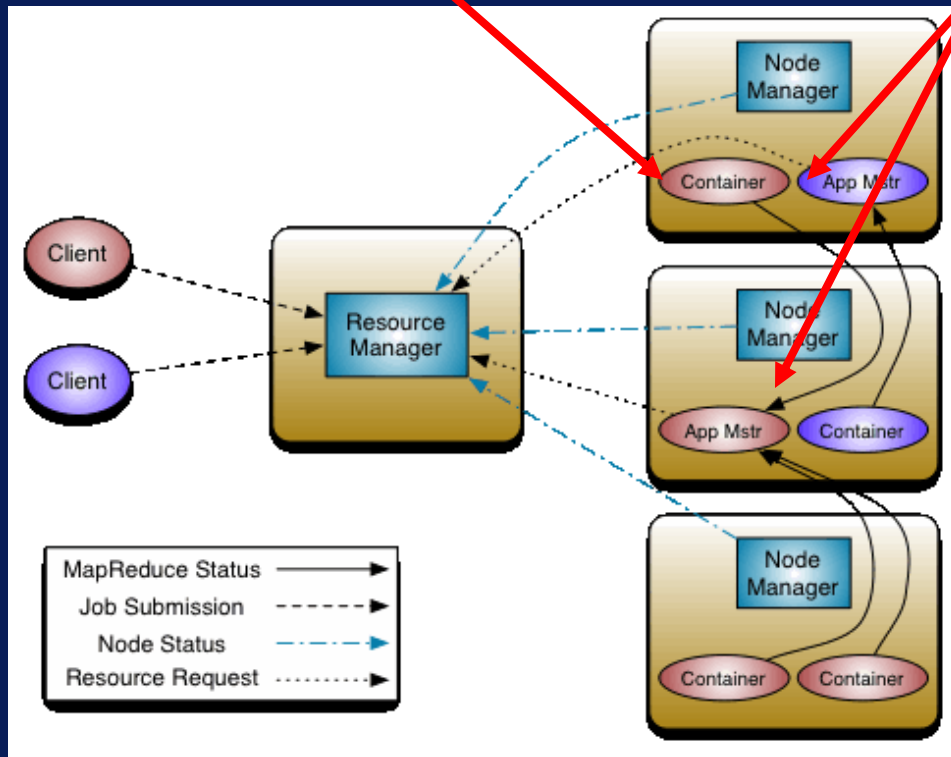 Node
Manager
Container
App Mstr
Client
Client
Resource
Manager
Node
Manager
App Mstr
Container
Node
Manager
Container
Container
MapReduce Status
Job Submission
Node Status
Resource Request